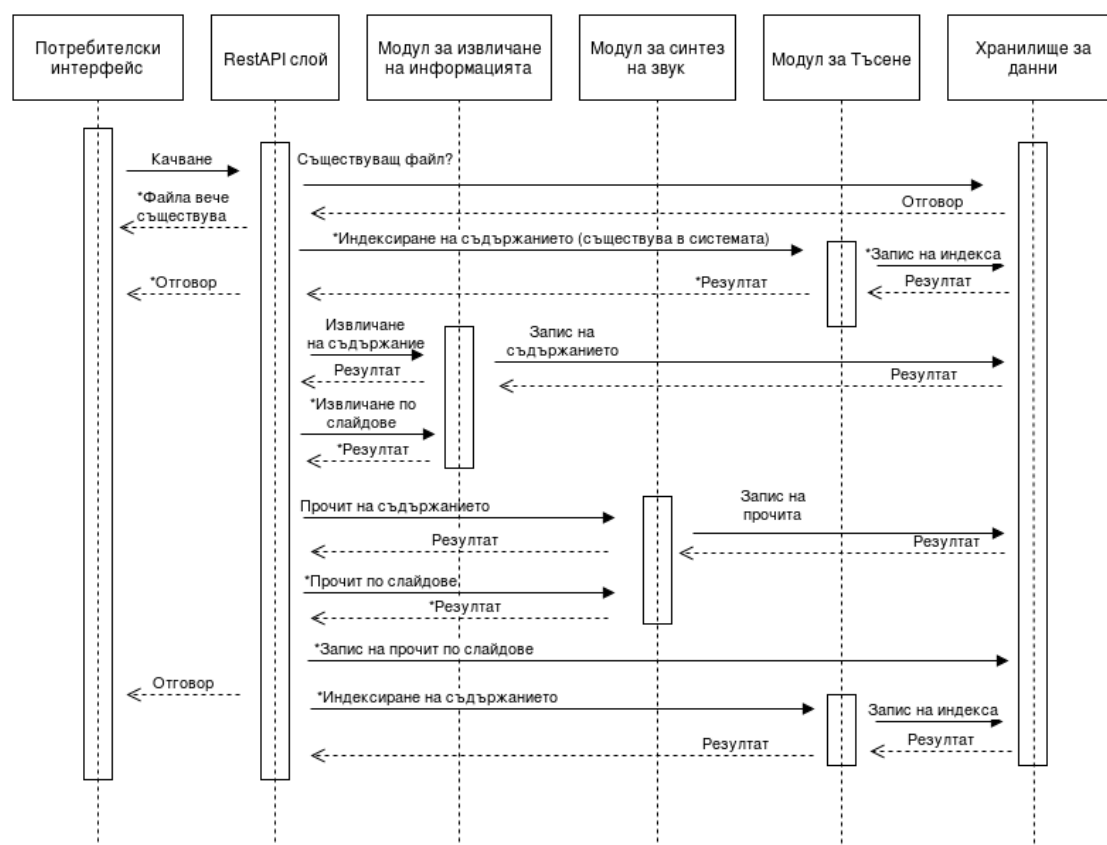 Потребителски
интерфейс
RestAPI слой
Модул за извличане
на информацията
Модул за синтез
на звук
Модул за Тъсене
Хранилище за
данни
Качване
Съществуващ файл?
*Файла вече
съществува
Отговор
*Индексиране на съдържанието (съществува в системата)
*Запис на индекса
*Отговор
*Резултат
Резултат
Извличане
на съдържание
Запис на
съдържанието
Резултат
Резултат
*Извличане по
слайдове
*Резултат
Прочит на съдържанието
Запис на
прочита
Резултат
Резултат
*Прочит по слайдове
*Резултат
*Запис на прочит по слайдове
Отговор
*Индексиране на съдържанието
Запис на индекса
Резултат
Резултат